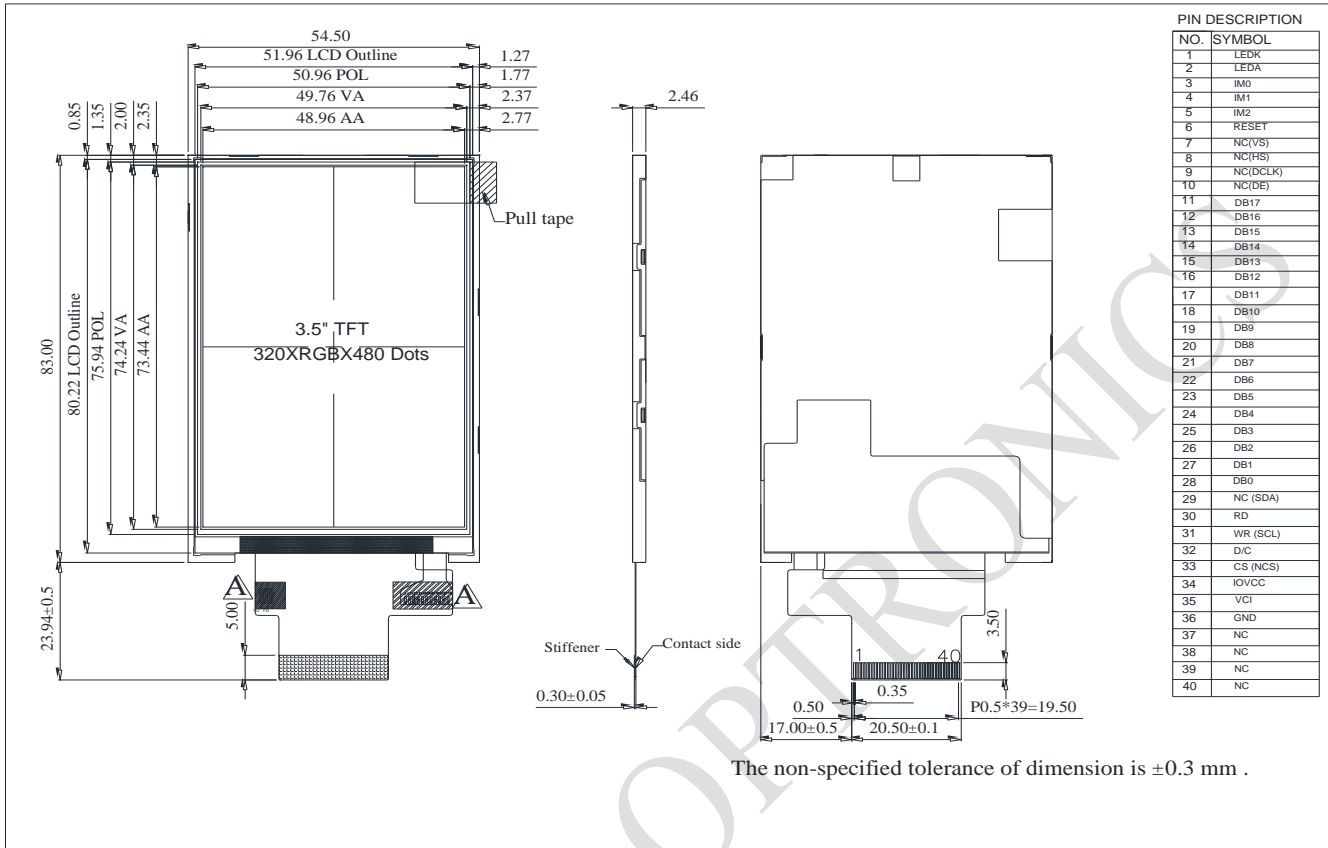 54.50
51.96 LCD Outline
1.27
50.96 POL
1.77
49.76 VA
2.37
48.96 AA
2.77
0.85
1.35
2.00
2.35
83.00
80.22 LCD Outline
75.94 POL
74.24 VA
73.44 AA
Pull tape
3.5" TFT
320XRGBX480 Dots
A
A
23.94±0.5
5.00
2.46
Stiffener
Contact side
0.30±0.05
1
40
3.50
0.35
0.50
P0.5*39=19.50
17.00±0.5
20.50±0.1
The non-specified tolerance of dimension is ±0.3 mm .
PIN DESCRIPTION
NO. SYMBOL
1 LEDK
2 LEDA
3 IM0
4 IM1
5 IM2
6 RESET
7 NC(VS)
8 NC(HS)
9 NC(DCLK)
10 NC(DE)
11 DB17
12 DB16
13 DB15
14 DB14
15 DB13
16 DB12
17 DB11
18 DB10
19 DB9
20 DB8
21 DB7
22 DB6
23 DB5
24 DB4
25 DB3
26 DB2
27 DB1
28 DB0
29 NC (SDA)
30 RD
31 WR (SCL)
32 D/C
33 CS (NCS)
34 IOVCC
35 VCI
36 GND
37 NC
38 NC
39 NC
40 NC
OPTRONICS